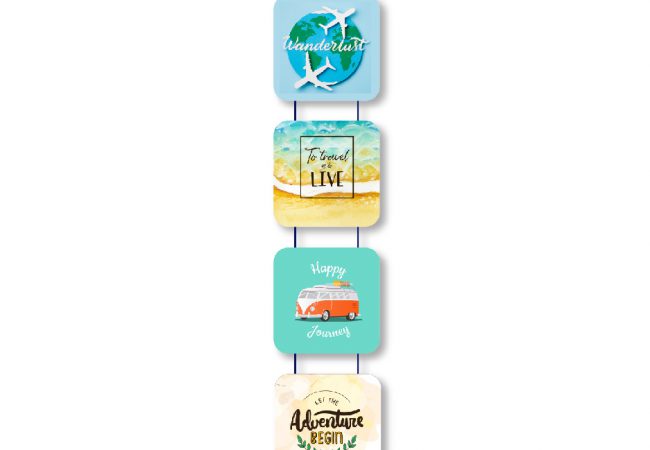 Wanderlust
To travel
is to
LIVE
Happy
Journey
LET THE
Adventure
BEGIN